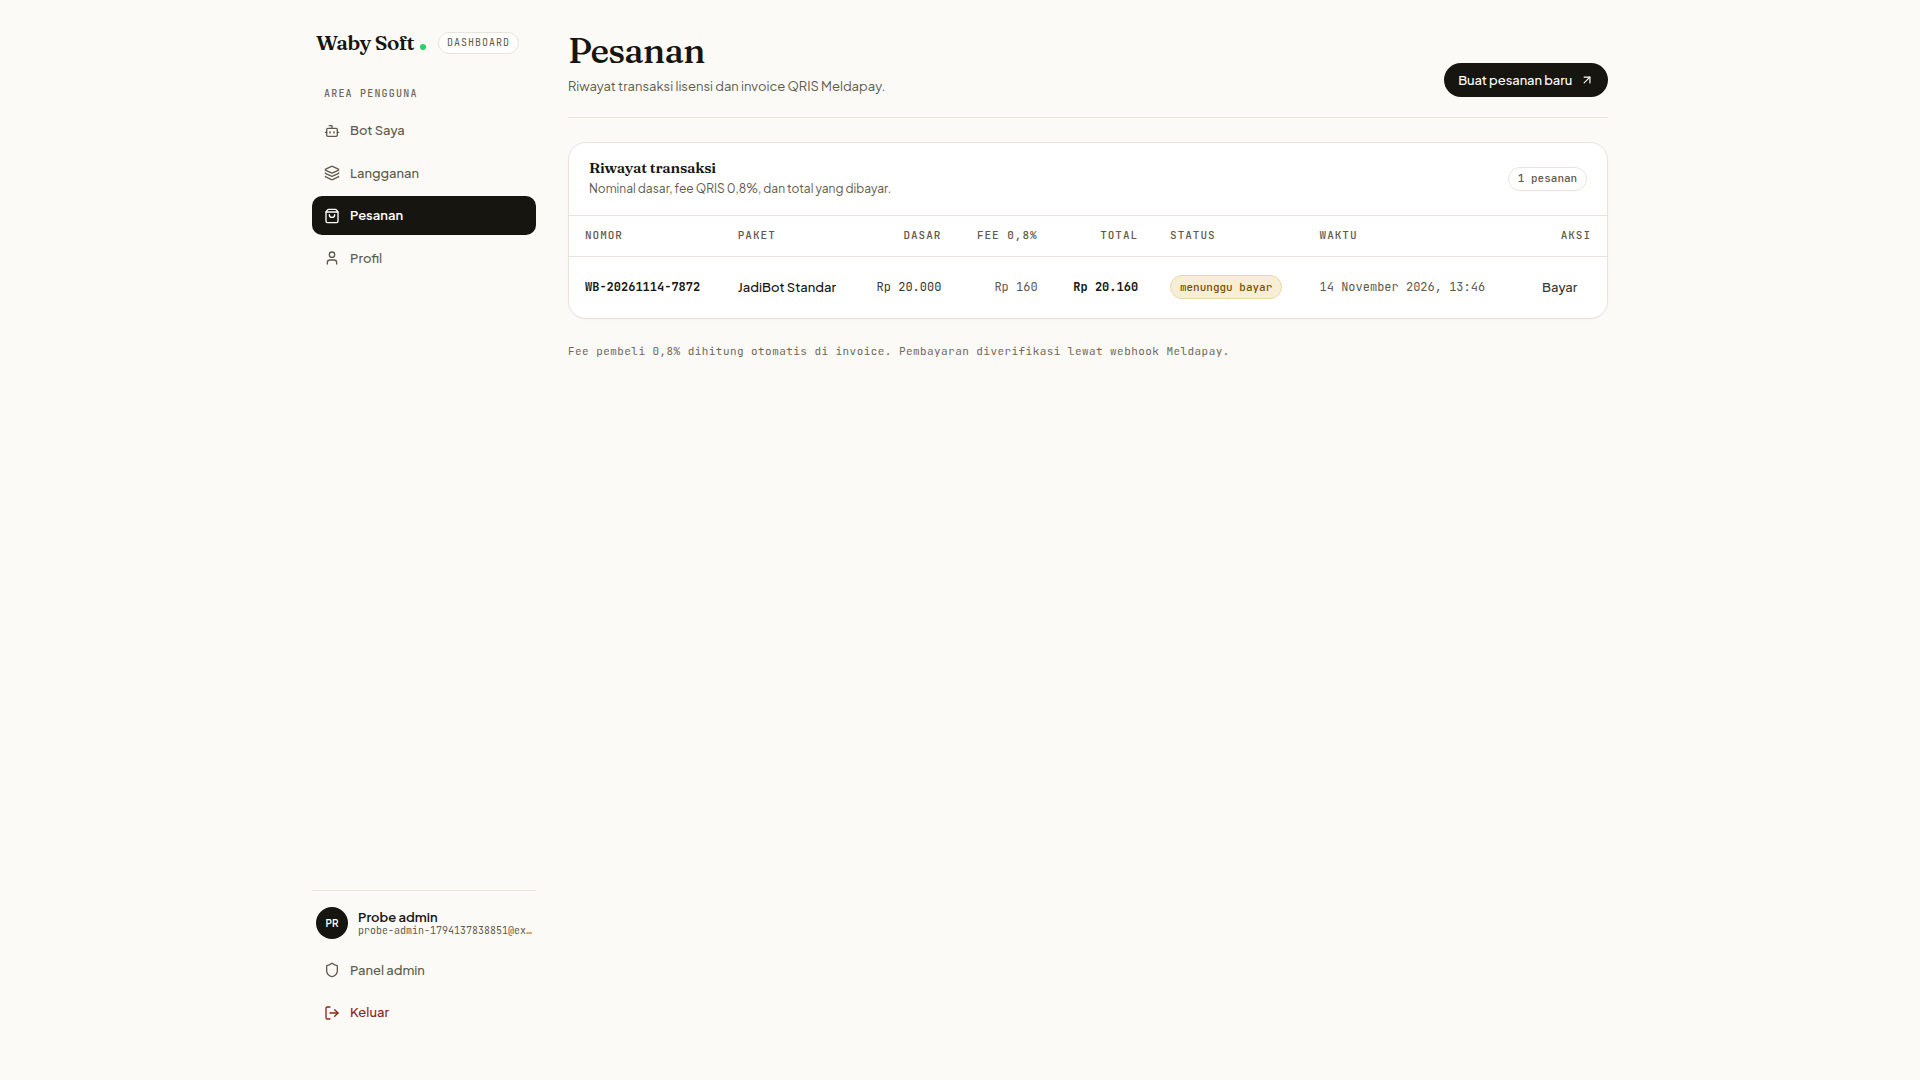 Waby Soft
DASHBOARD
AREA PENGGUNA
Bot Saya
Langganan
Pesanan
Profil
Probe admin
probe-admin-1794137838851@ex…
PR
Panel admin
Keluar
Pesanan
Riwayat transaksi lisensi dan invoice QRIS Meldapay.
Buat pesanan baru
Riwayat transaksi
Nominal dasar, fee QRIS 0,8%, dan total yang dibayar.
1 pesanan
NOMOR PAKET DASAR FEE 0,8% TOTAL STATUS WAKTU AKSI
WB-20261114-7872 JadiBot Standar Rp 20.000 Rp 160 Rp 20.160 menunggu bayar 14 November 2026, 13:46 Bayar
Fee pembeli 0,8% dihitung otomatis di invoice. Pembayaran diverifikasi lewat webhook Meldapay.